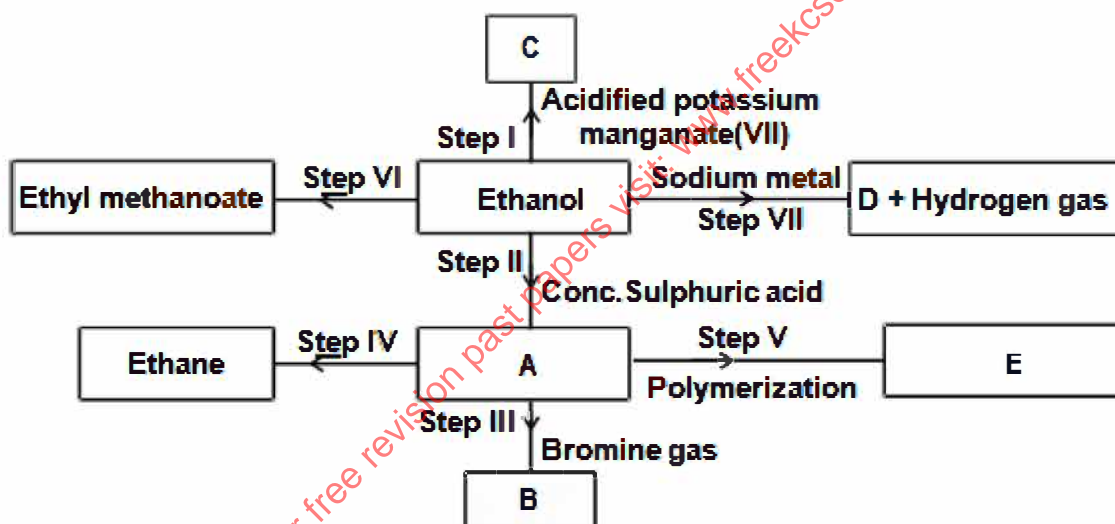 C
Acidified potassium
manganate(VII)
Step I
Ethyl methanoate
Step VI
Ethanol
Sodium metal
Step VII
D + Hydrogen gas
Step II
Conc. Sulphuric acid
Ethane
Step IV
A
Step V
Polymerization
E
Step III
Bromine gas
B
free revision past papers visit: www.freekcs